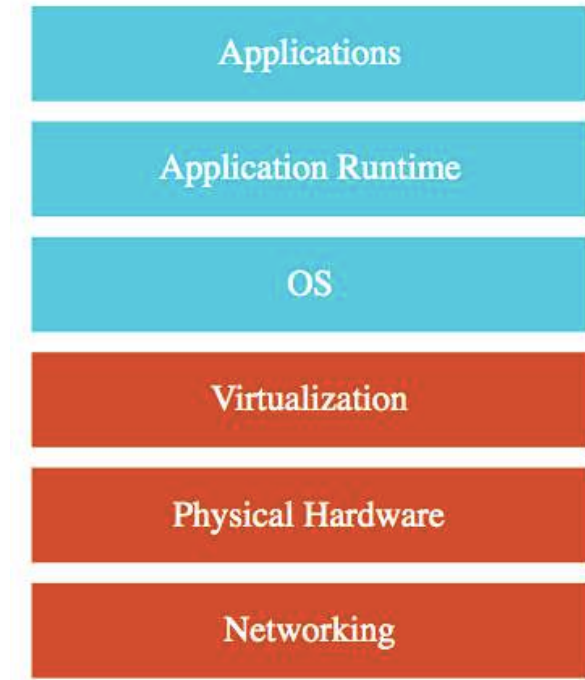 Applications
Application Runtime
OS
Virtualization
Physical Hardware
Networking